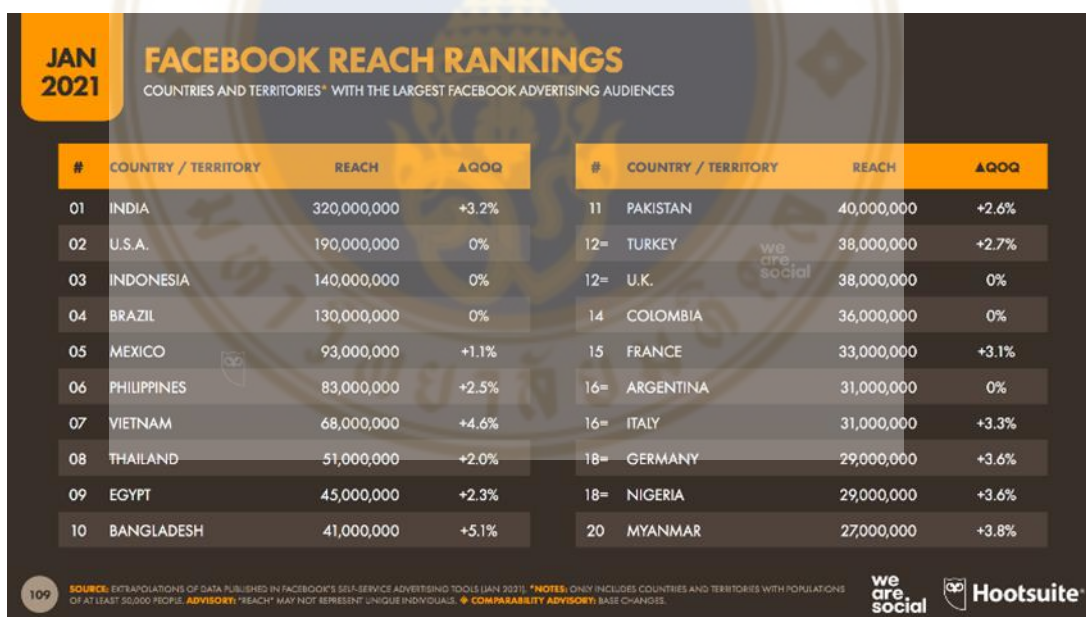 JAN
2021
FACEBOOK REACH RANKINGS
COUNTRIES AND TERRITORIES* WITH THE LARGEST FACEBOOK ADVERTISING AUDIENCES
# COUNTRY / TERRITORY REACH ▲QOQ
01 INDIA 320,000,000 +3.2%
02 U.S.A. 190,000,000 0%
03 INDONESIA 140,000,000 0%
04 BRAZIL 130,000,000 0%
05 MEXICO 93,000,000 +1.1%
06 PHILIPPINES 83,000,000 +2.5%
07 VIETNAM 68,000,000 +4.6%
08 THAILAND 51,000,000 +2.0%
09 EGYPT 45,000,000 +2.3%
10 BANGLADESH 41,000,000 +5.1%
# COUNTRY / TERRITORY REACH ▲QOQ
11 PAKISTAN 40,000,000 +2.6%
12= TURKEY 38,000,000 +2.7%
12= U.K. 38,000,000 0%
14 COLOMBIA 36,000,000 0%
15 FRANCE 33,000,000 +3.1%
16= ARGENTINA 31,000,000 0%
16= ITALY 31,000,000 +3.3%
18= GERMANY 29,000,000 +3.6%
18= NIGERIA 29,000,000 +3.6%
20 MYANMAR 27,000,000 +3.8%
we
are
social
109
SOURCE: EXTRAPOLATIONS OF DATA PUBLISHED IN FACEBOOK'S SELF-SERVICE ADVERTISING TOOLS (JAN 2021). *NOTES: ONLY INCLUDES COUNTRIES AND TERRITORIES WITH POPULATIONS
OF AT LEAST 50,000 PEOPLE. ADVISORY: "REACH" MAY NOT REPRESENT UNIQUE INDIVIDUALS. COMPARABILITY ADVISORY: BASE CHANGES.
we
are
social
Hootsuite